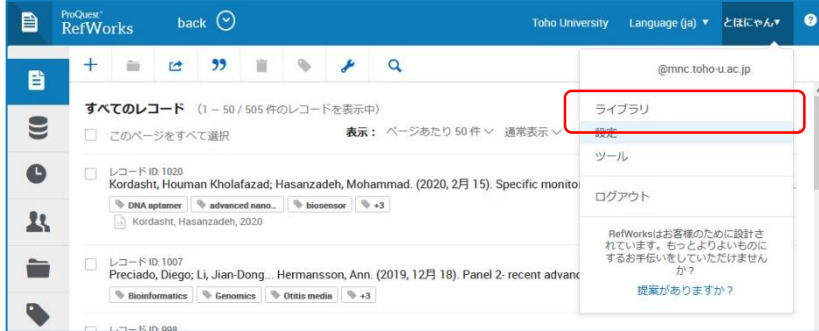 ProQuest
RefWorks
back
Toho University
Language (ja) ▼
とほにゃん▼
@mnc.toho-u.ac.jp
すべてのレコード (1 – 50 / 505 件のレコードを表示中)
ライブラリ
このページをすべて選択
表示： ページあたり 50 件 通常表示
設定
ツール
レコード ID: 1020
Kordasht, Houman Kholafazad; Hasanzadeh, Mohammad. (2020, 2月 15). Specific
DNA aptamer advanced nano... biosensor +3
ログアウト
Kordasht, Hasanzadeh, 2020
RefWorksはお客様のために設計さ
れています。もっとよりよいものに
するお手伝いをしていただけません
か？
レコード ID: 1007
Preciado, Diego; Li, Jian-Dong... Hermansson, Ann. (2019, 12月 18). Panel 2- recent
提案がありますか？
Bioinformatics Genomics Otitis media +3